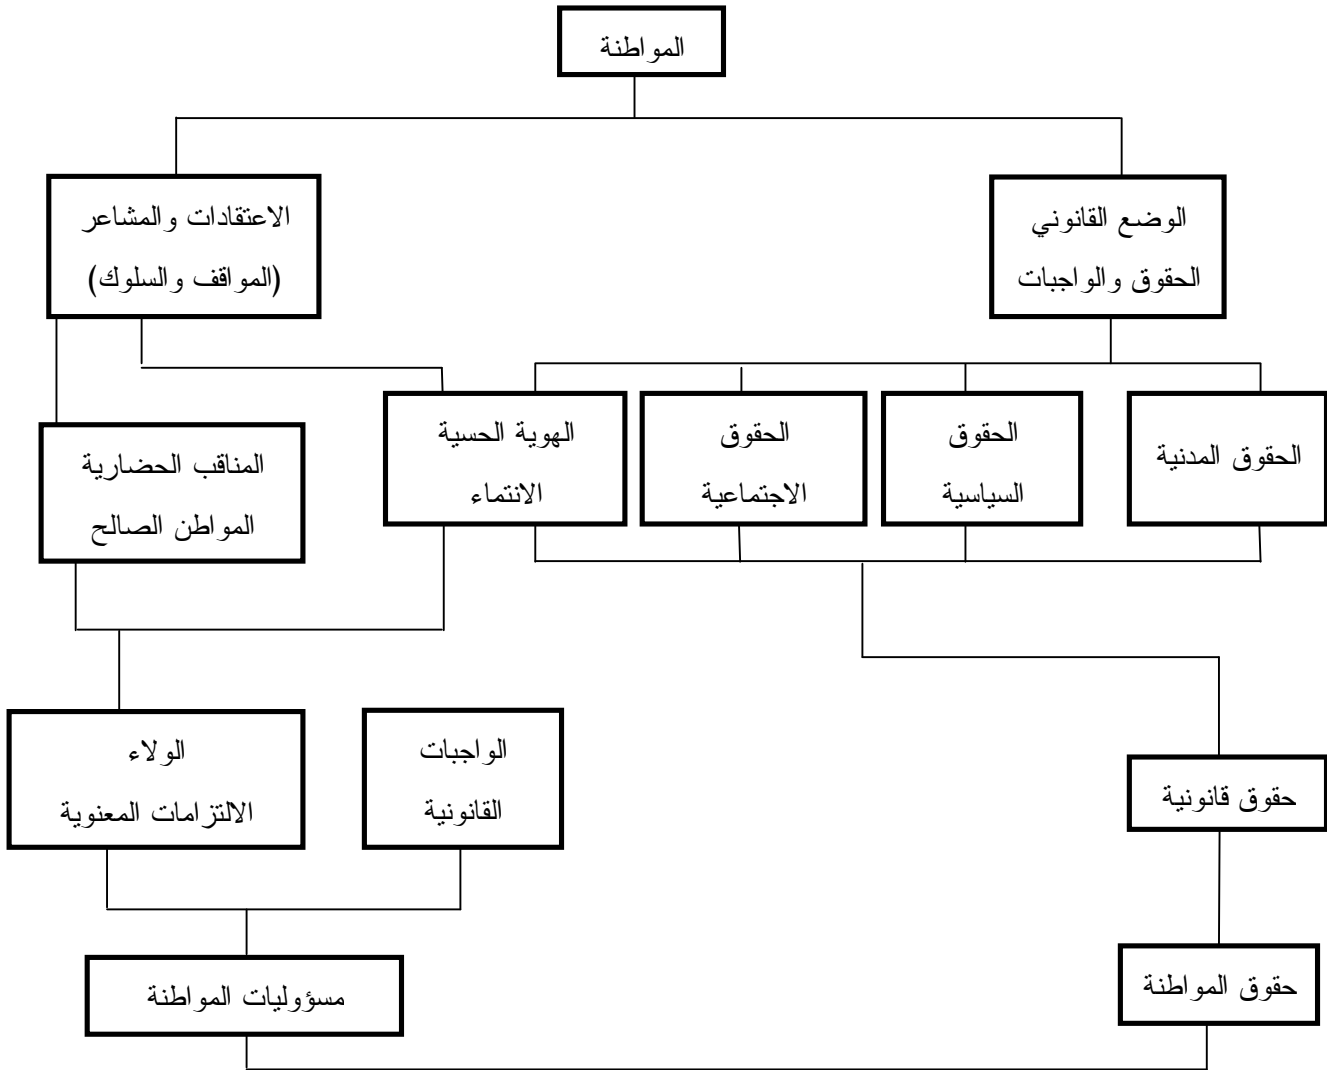 المواطنة
الوضع القانوني
الحقوق والواجبات
الاعتقادات والمشاعر
(المواقف والسلوك)
الحقوق المدنية
الحقوق
السياسية
الحقوق
الاجتماعية
الهوية الحسية
الانتماء
المناقب الحضارية
المواطن الصالح
حقوق قانونية
الواجبات
القانونية
الولاء
الالتزامات المعنوية
حقوق المواطنة
مسؤوليات المواطنة